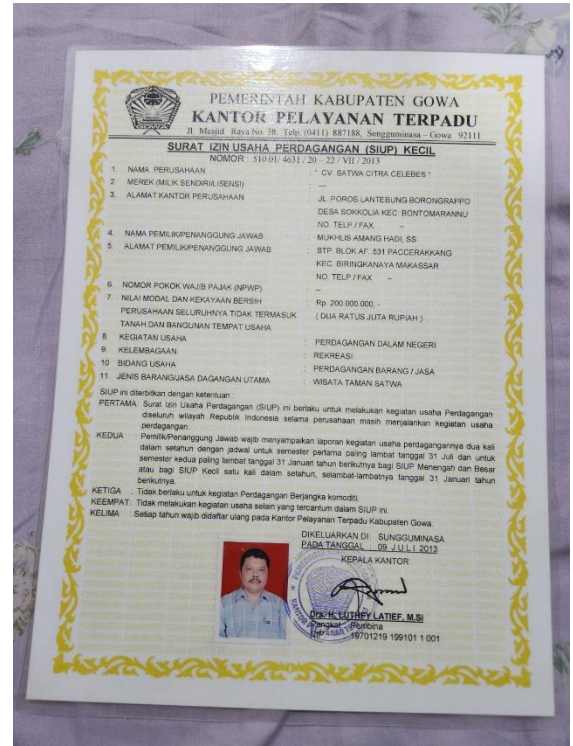 PEMERINTAH KABUPATEN GOWA
KANTOR PELAYANAN TERPADU
Jl. Mesjid Raya No. 38. Telp. (0411) 887188, Sungguminasa - Gowa 92111
SURAT IZIN USAHA PERDAGANGAN (SIUP) KECIL
NOMOR : 510.01/ 4631 / 20 - 22 / VII / 2013
1. NAMA PERUSAHAAN : " CV. SATWA CITRA CELEBES "
2. MEREK (MILIK SENDIRI/LISENSI) : —
3. ALAMAT KANTOR PERUSAHAAN : JL. POROS LANTEBUNG BORONGRAPPO
DESA SOKKOLIA KEC. BONTOMARANNU
NO. TELP / FAX. –
4. NAMA PEMILIK/PENANGGUNG JAWAB : MUKHLIS AMANG HADI, SS
5. ALAMAT PEMILIK/PENANGGUNG JAWAB : BTP. BLOK AF. 531 PACCERAKKANG
KEC. BIRINGKANAYA MAKASSAR
NO. TELP / FAX –
6. NOMOR POKOK WAJIB PAJAK (NPWP) : –
7. NILAI MODAL DAN KEKAYAAN BERSIH : Rp. 200.000.000, -
PERUSAHAAN SELURUHNYA TIDAK TERMASUK ( DUA RATUS JUTA RUPIAH )
TANAH DAN BANGUNAN TEMPAT USAHA
8. KEGIATAN USAHA : PERDAGANGAN DALAM NEGERI
9. KELEMBAGAAN : REKREASI
10 BIDANG USAHA : PERDAGANGAN BARANG / JASA
11 JENIS BARANG/JASA DAGANGAN UTAMA : WISATA TAMAN SATWA
SIUP ini diterbitkan dengan ketentuan :
PERTAMA: Surat Izin Usaha Perdagangan (SIUP) ini berlaku untuk melakukan kegiatan usaha Perdagangan
diseluruh wilayah Republik Indonesia selama perusahaan masih menjalankan kegiatan usaha
perdagangan.
KEDUA Pemilik/Penanggung Jawab wajib menyampaikan laporan kegiatan usaha perdagangannya dua kali
dalam setahun dengan jadwal untuk semester pertama paling lambat tanggal 31 Juli dan untuk
semester kedua paling lambat tanggal 31 Januari tahun berikutnya bagi SIUP Menengah dan Besar
atau bagi SIUP Kecil satu kali dalam setahun, selambat-lambatnya tanggal 31 Januari tahun
berikutnya.
KETIGA : Tidak berlaku untuk kegiatan Perdagangan Berjangka komoditi.
KEEMPAT: Tidak melakukan kegiatan usaha selain yang tercantum dalam SIUP ini.
KELIMA : Setiap tahun wajib didaftar ulang pada Kantor Pelayanan Terpadu Kabupaten Gowa.
DIKELUARKAN DI : SUNGGUMINASA
PADA TANGGAL : 09 J U L I 2013
KEPALA KANTOR
Drs. H. LUTHFY LATIEF, M.SI
Pangkat : Pembina
19701219 199101 1 001